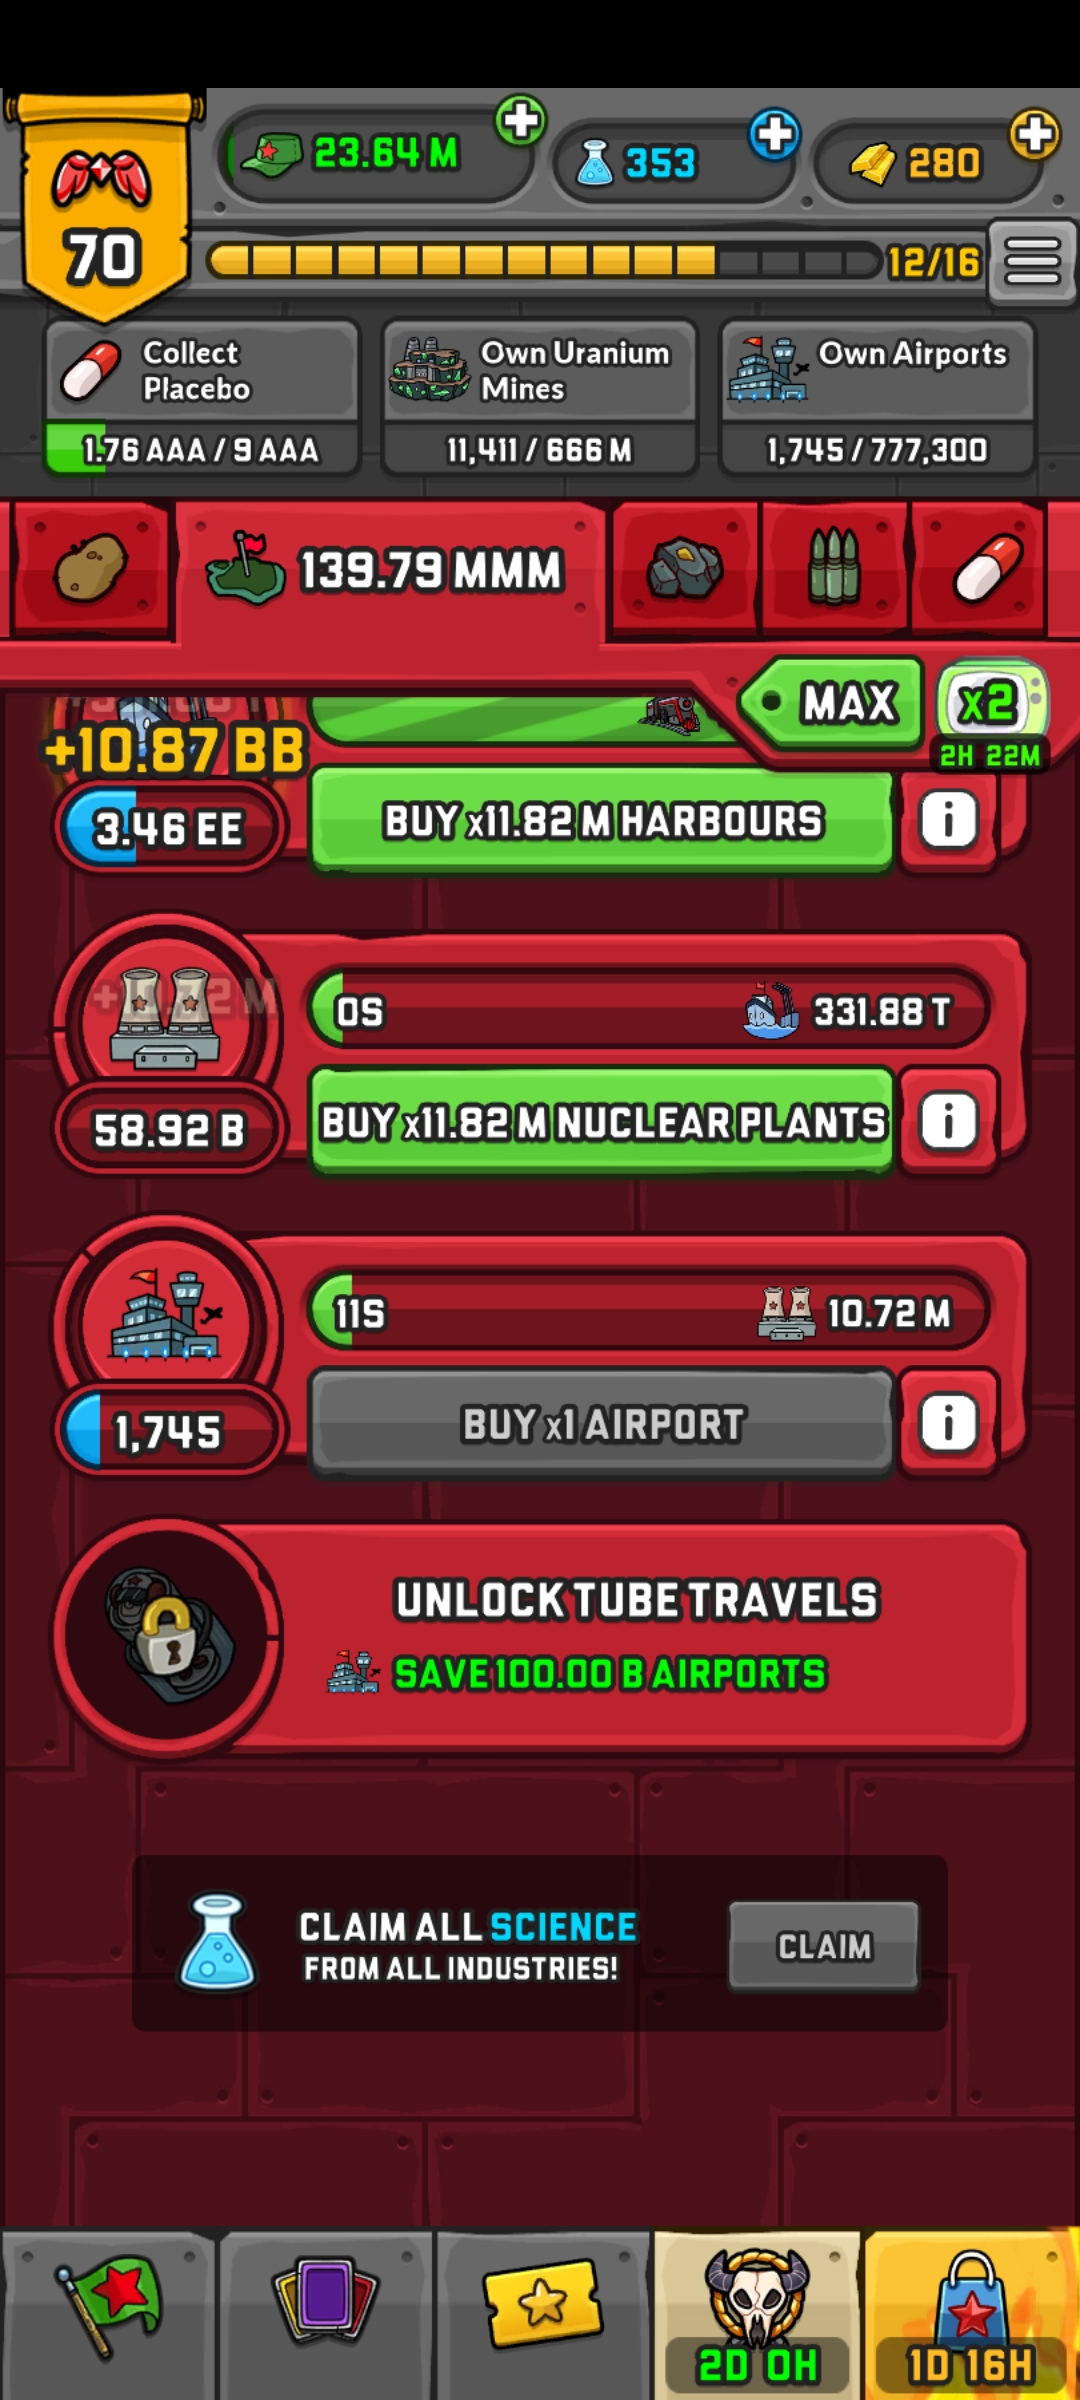 23.64 M
353
280
70
12/16
Collect
Placebo
1.76 AAA / 9 AAA
Own Uranium
Mines
11,411 / 666 M
Own Airports
1,745 / 777,300
139.79 MMM
MAX
x2
2H 22M
+10.87 BB
3.46 EE
BUY x11.82 M HARBOURS
i
0S
331.88 T
58.92 B
BUY x11.82 M NUCLEAR PLANTS
i
11S
10.72 M
1,745
BUY x1 AIRPORT
i
UNLOCK TUBE TRAVELS
SAVE 100.00 B AIRPORTS
CLAIM ALL SCIENCE
FROM ALL INDUSTRIES!
CLAIM
2D 0H
1D 16H